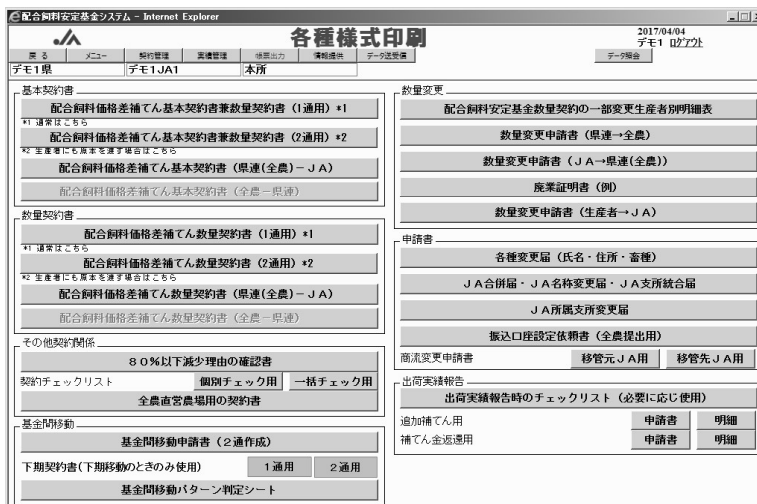 配合飼料安定基金システム - Internet Explorer
各種様式印刷
2017/04/04
デモ1 ログアウト
戻る メニュー 契約管理 実績管理 帳票出力 情報提供 データ送受信 データ照会
デモ1県 デモ1JA1 本所
基本契約書
配合飼料価格差補てん基本契約書兼数量契約書（1通用）*1
*1 通常はこちら
配合飼料価格差補てん基本契約書兼数量契約書（2通用）*2
*2 生産者にも原本を渡す場合はこちら
配合飼料価格差補てん基本契約書（県連(全農)－ＪＡ）
配合飼料価格差補てん基本契約書（全農－県連）
数量契約書
配合飼料価格差補てん数量契約書（1通用）*1
*1 通常はこちら
配合飼料価格差補てん数量契約書（2通用）*2
*2 生産者にも原本を渡す場合はこちら
配合飼料価格差補てん数量契約書（県連(全農)－ＪＡ）
配合飼料価格差補てん数量契約書（全農－県連）
その他契約関係
８０％以下減少理由の確認書
契約チェックリスト 個別チェック用 一括チェック用
全農直営農場用の契約書
基金間移動
基金間移動申請書（２通作成）
下期契約書(下期移動のときのみ使用) １通用 ２通用
基金間移動パターン判定シート
数量変更
配合飼料安定基金数量契約の一部変更生産者別明細表
数量変更申請書（県連→全農）
数量変更申請書（ＪＡ→県連(全農)）
廃業証明書（例）
数量変更申請書（生産者→ＪＡ）
申請書
各種変更届（氏名・住所・畜種）
ＪＡ合併届・ＪＡ名称変更届・ＪＡ支所統合届
ＪＡ所属支所変更届
振込口座設定依頼書（全農提出用）
商流変更申請書 移管元ＪＡ用 移管先ＪＡ用
出荷実績報告
出荷実績報告時のチェックリスト（必要に応じ使用）
追加補てん用 申請書 明細
補てん金返還用 申請書 明細